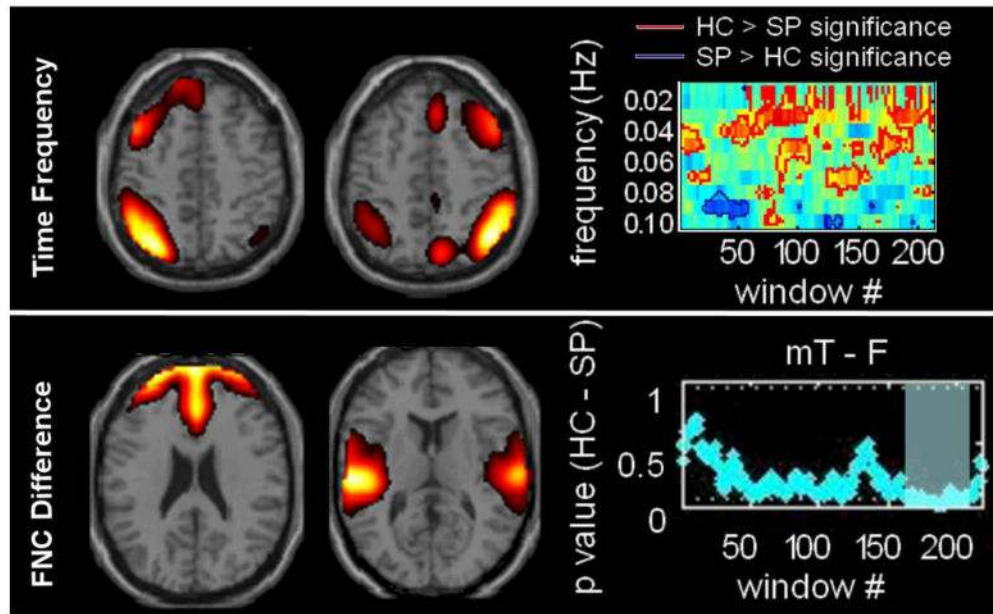 Time Frequency
HC > SP significance
SP > HC significance
frequency (Hz)
0.02
0.04
0.06
0.08
0.10
50 100 150 200
window #
FNC Difference
mT - F
p value (HC - SP)
1
0.5
0
50 100 150 200
window #